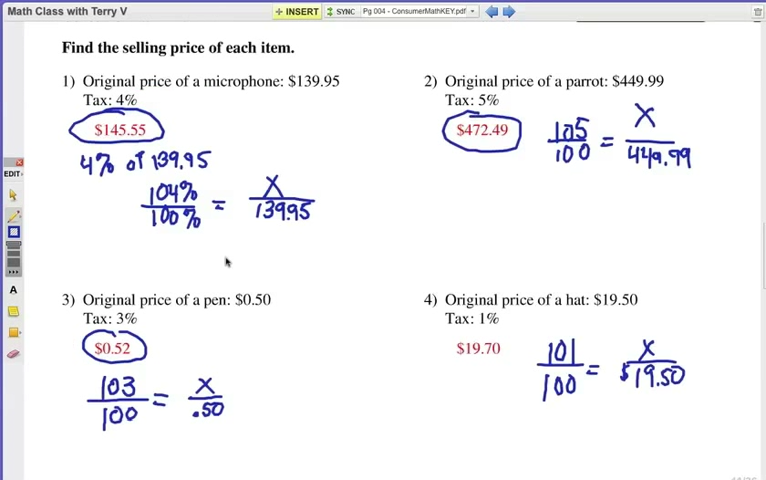 Math Class with Terry V
+ INSERT
SYNC
Pg 004 - ConsumerMathKEY.pdf
EDIT
A
Find the selling price of each item.
1) Original price of a microphone: $139.95
Tax: 4%
$145.55
4% of 139.95
104% / 100% = X / 139.95
2) Original price of a parrot: $449.99
Tax: 5%
$472.49
105 / 100 = X / 449.99
3) Original price of a pen: $0.50
Tax: 3%
$0.52
103 / 100 = X / .50
4) Original price of a hat: $19.50
Tax: 1%
$19.70
101 / 100 = X / $19.50